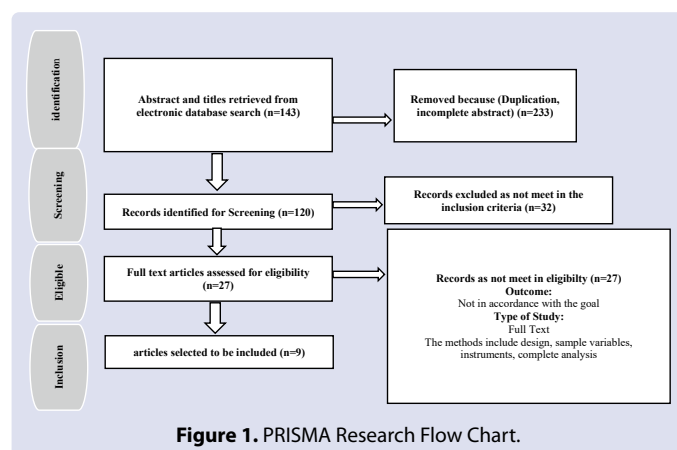 identification
Abstract and titles retrieved from
electronic database search (n=143)
Removed because (Duplication,
incomplete abstract) (n=233)
Screening
Records identified for Screening (n=120)
Records excluded as not meet in the
inclusion criteria (n=32)
Eligible
Full text articles assessed for eligibility
(n=27)
Records as not meet in eligibilty (n=27)
Outcome:
Not in accordance with the goal
Type of Study:
Full Text
The methods include design, sample variables,
instruments, complete analysis
Inclusion
articles selected to be included (n=9)
Figure 1. PRISMA Research Flow Chart.